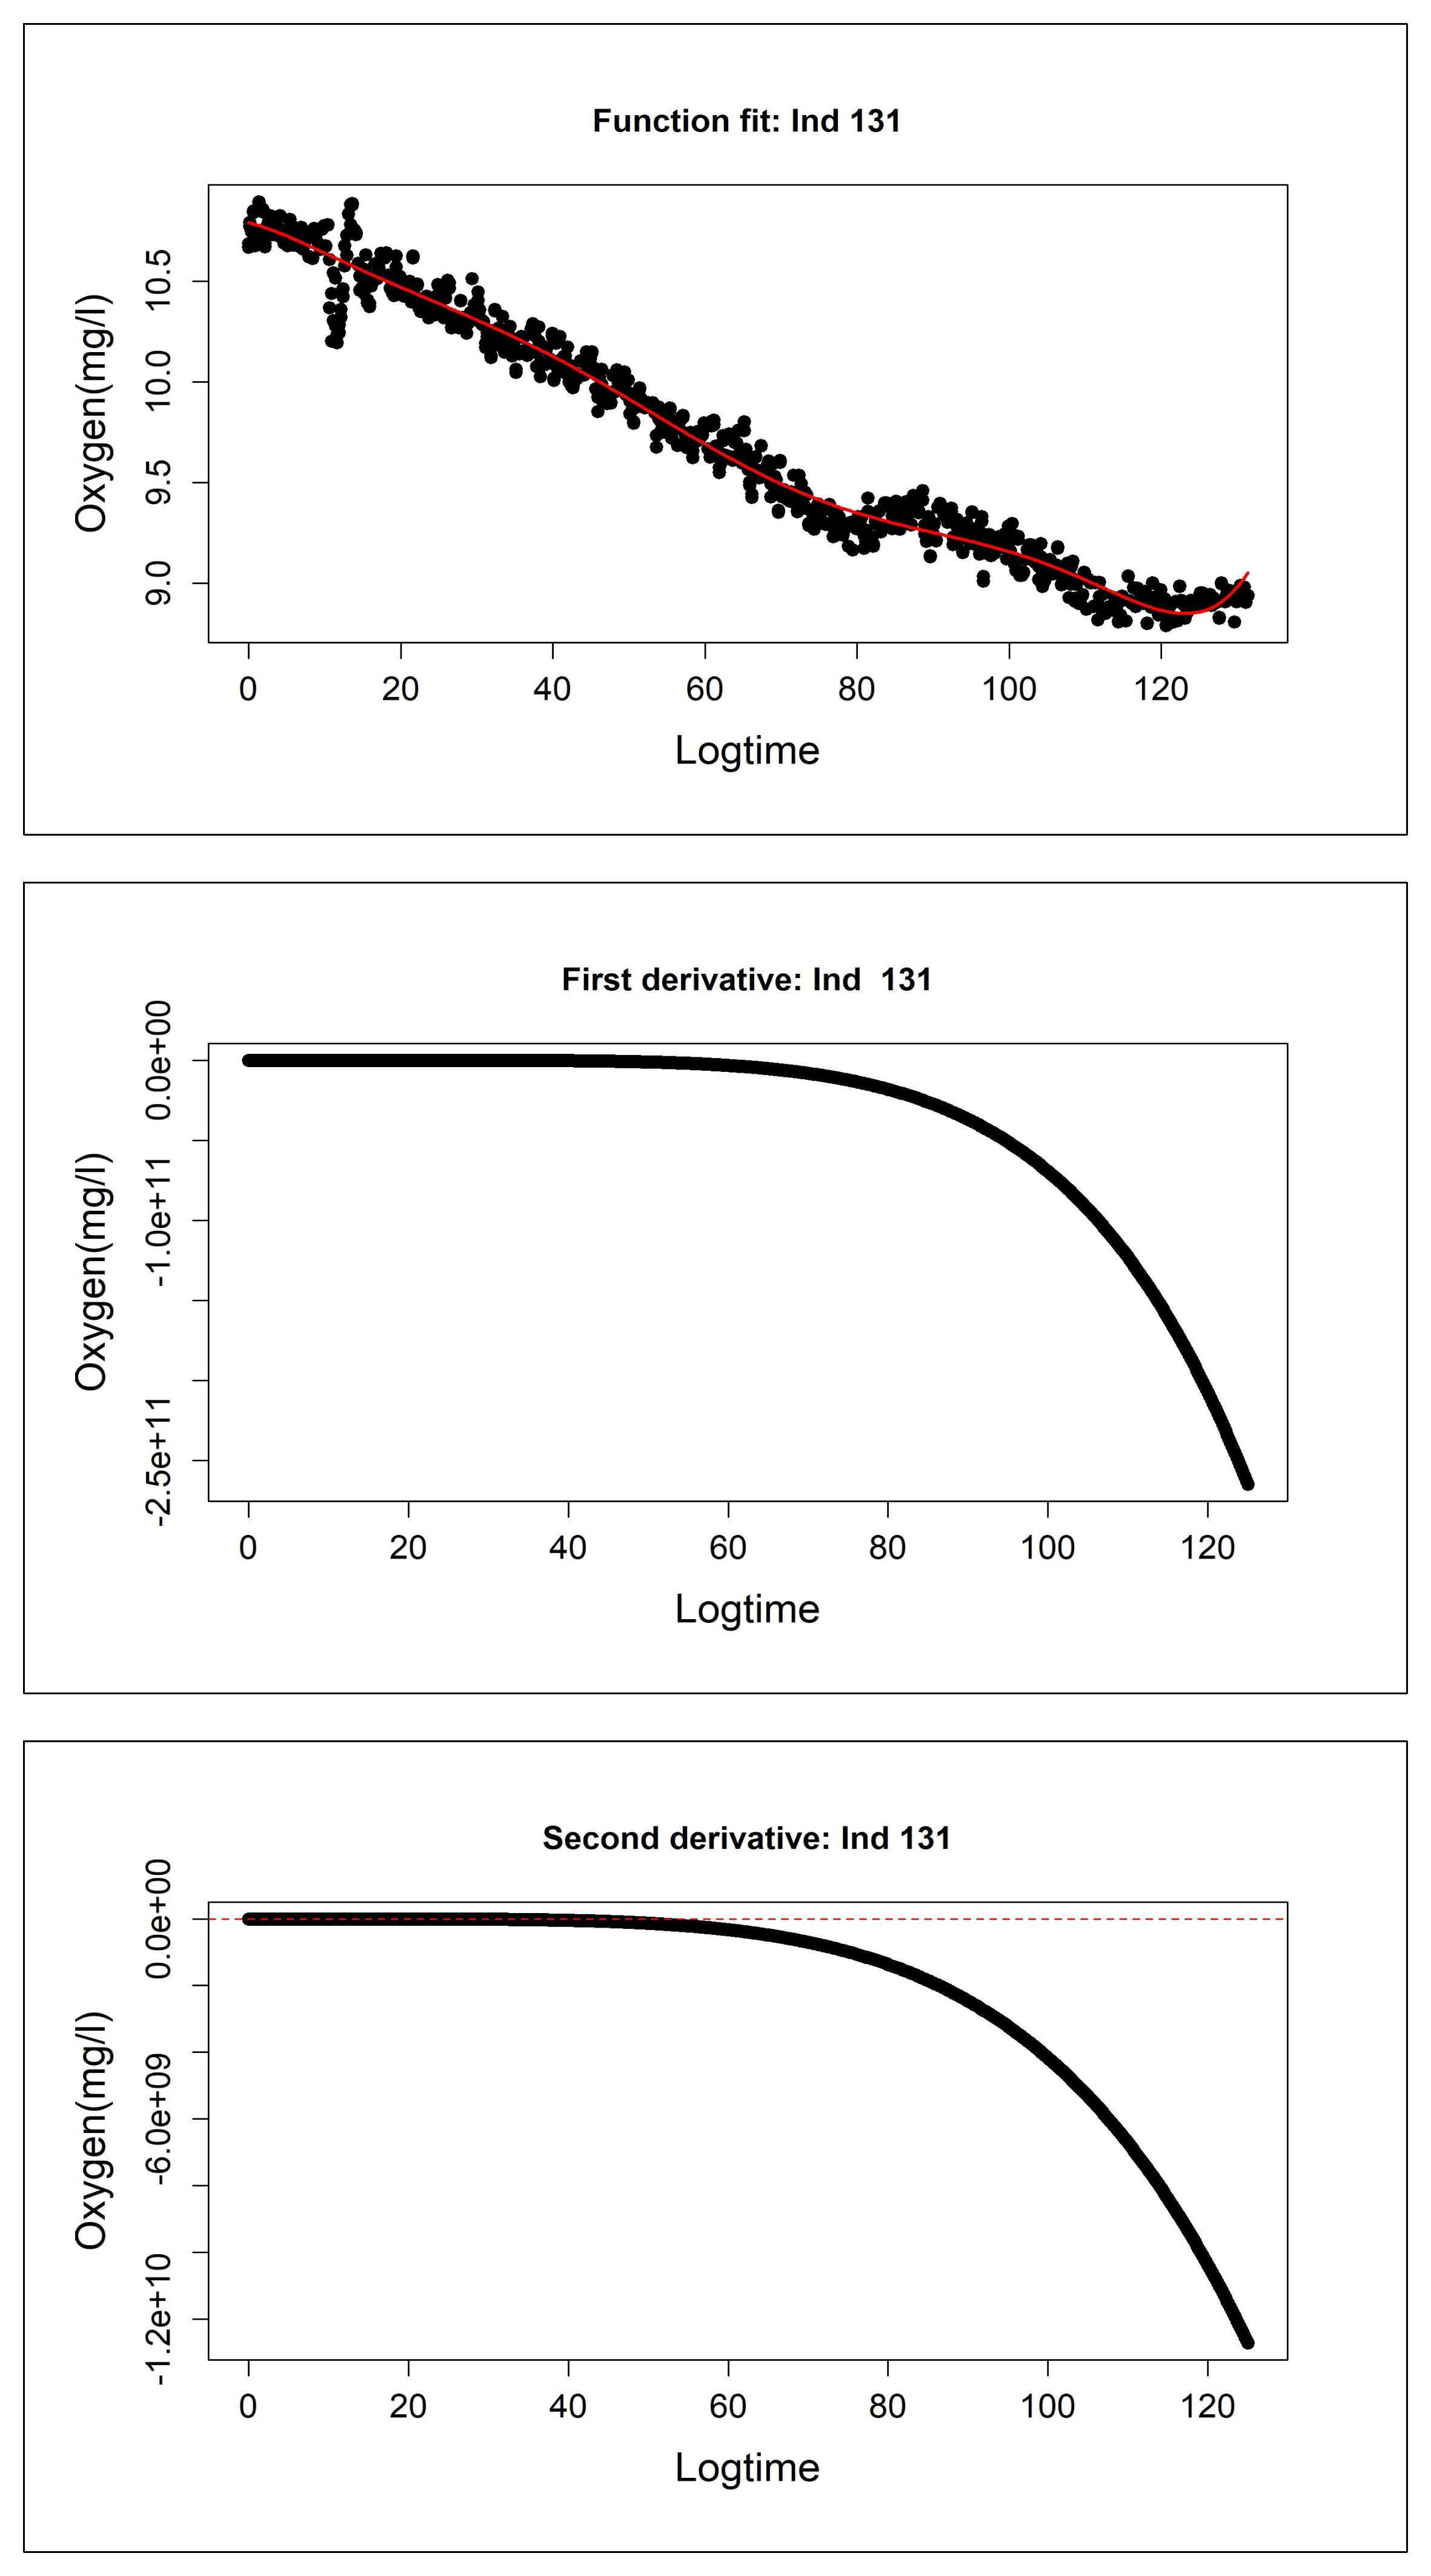 Function fit: Ind 131
Oxygen(mg/l)
10.5
10.0
9.5
9.0
0 20 40 60 80 100 120
Logtime
First derivative: Ind  131
Oxygen(mg/l)
0.0e+00
-1.0e+11
-2.5e+11
0 20 40 60 80 100 120
Logtime
Second derivative: Ind 131
Oxygen(mg/l)
0.0e+00
-6.0e+09
-1.2e+10
0 20 40 60 80 100 120
Logtime